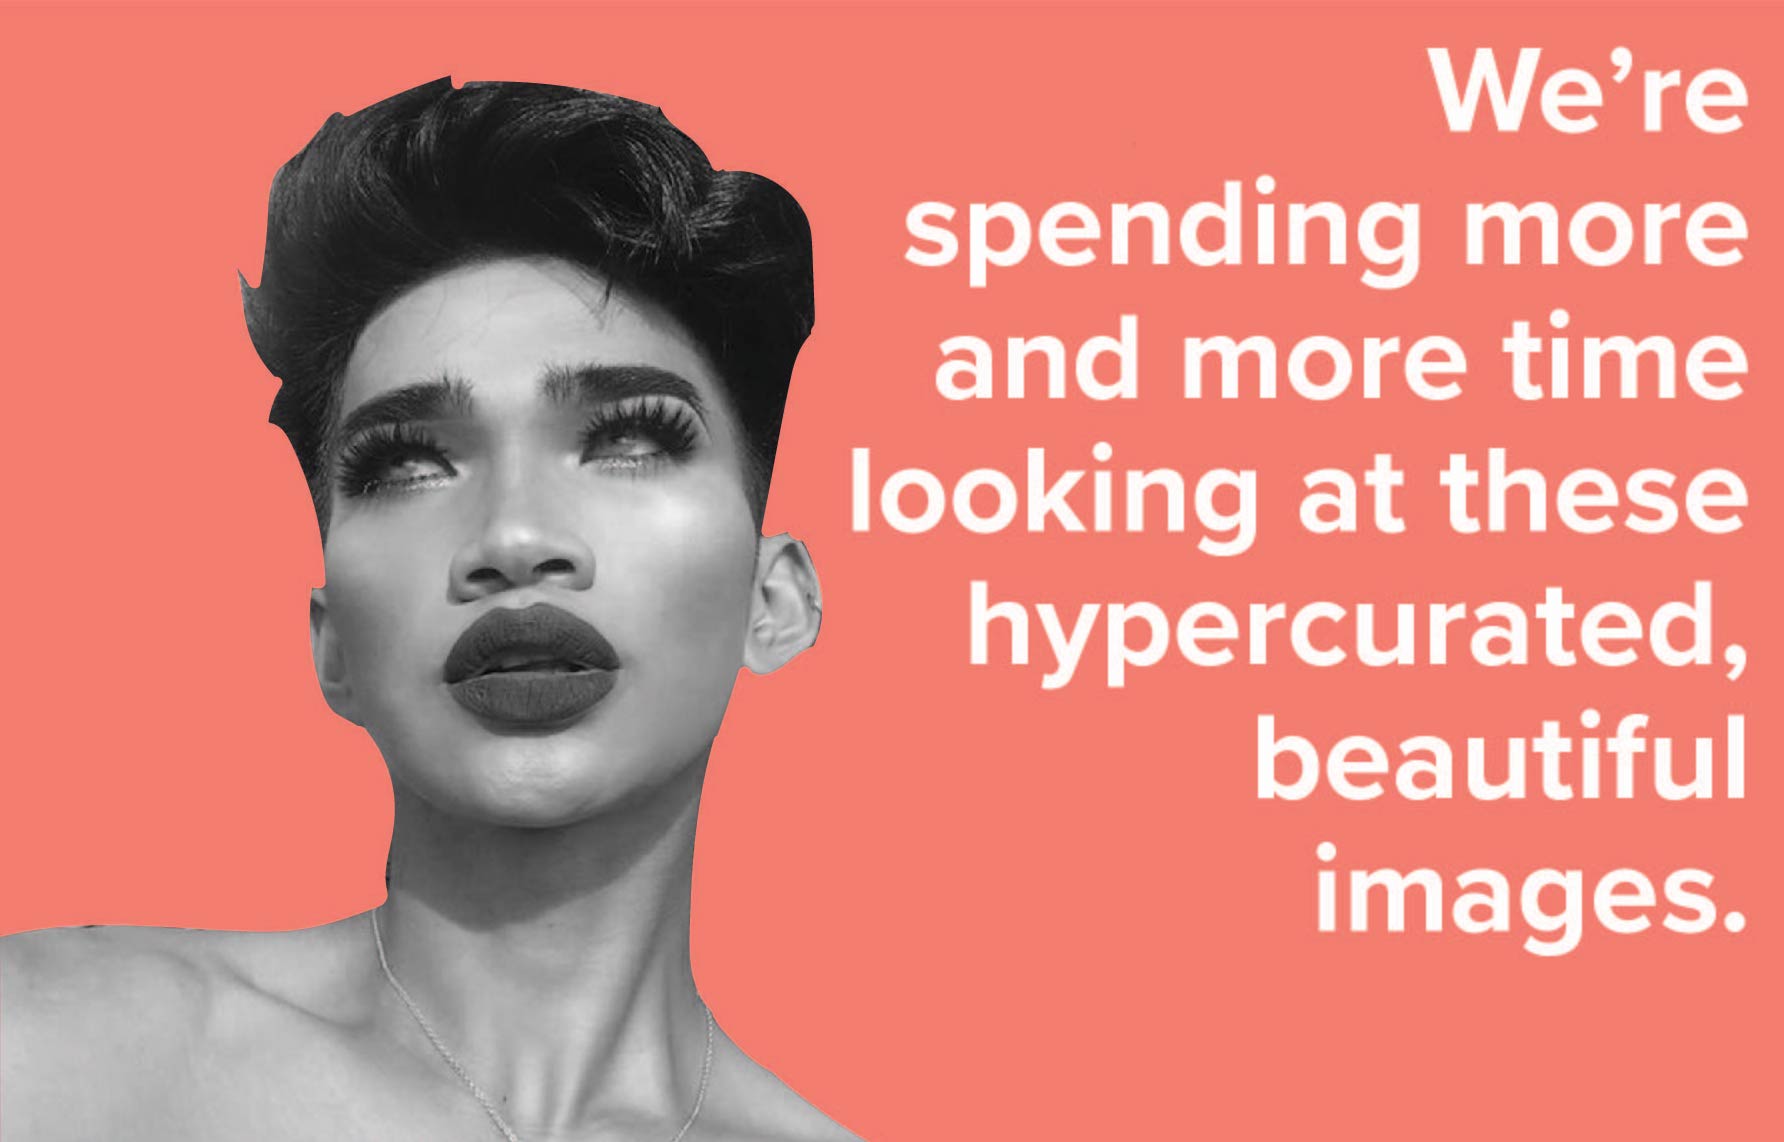 We’re
spending more
and more time
looking at these
hypercurated,
beautiful
images.